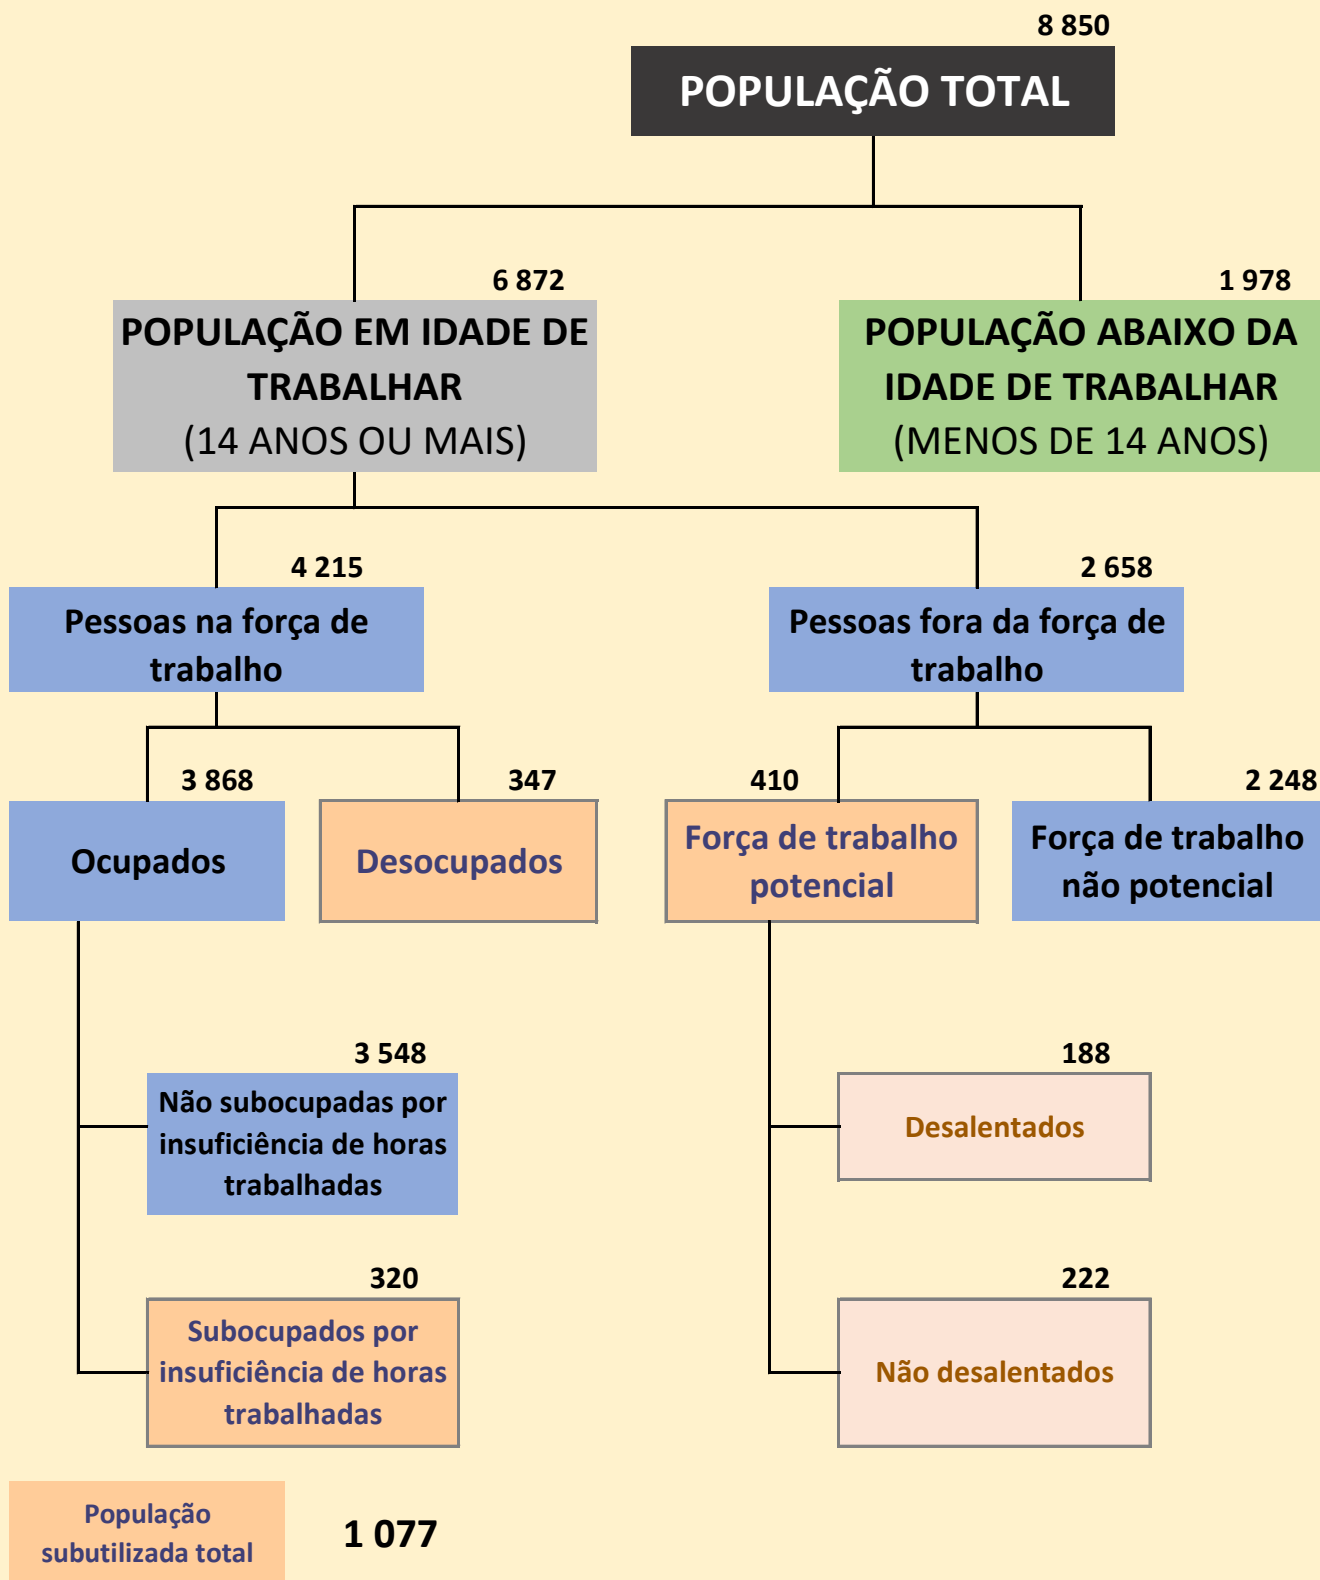 8 850
POPULAÇÃO TOTAL
6 872
POPULAÇÃO EM IDADE DE
TRABALHAR
(14 ANOS OU MAIS)
1 978
POPULAÇÃO ABAIXO DA
IDADE DE TRABALHAR
(MENOS DE 14 ANOS)
4 215
Pessoas na força de
trabalho
2 658
Pessoas fora da força de
trabalho
3 868
Ocupados
347
Desocupados
410
Força de trabalho
potencial
2 248
Força de trabalho
não potencial
3 548
Não subocupadas por
insuficiência de horas
trabalhadas
188
Desalentados
320
Subocupados por
insuficiência de horas
trabalhadas
222
Não desalentados
População
subutilizada total
1 077